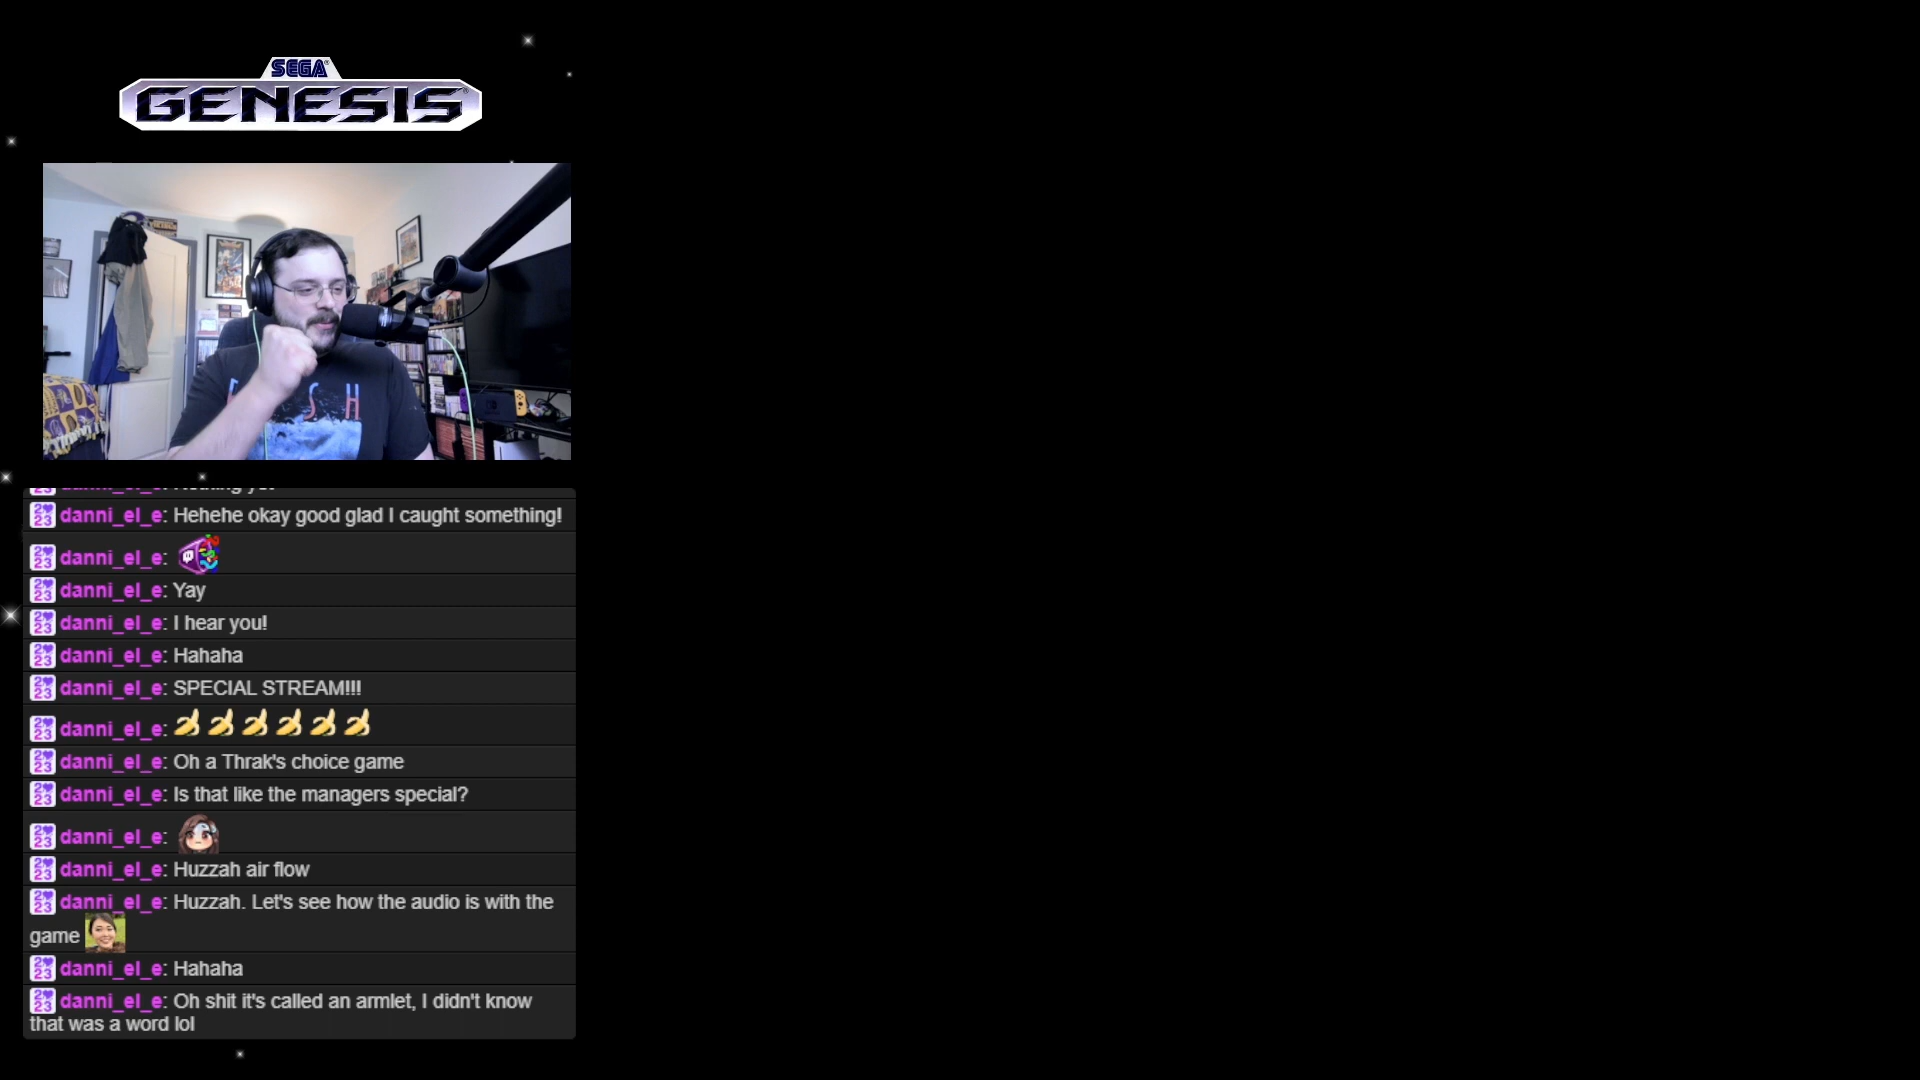 SEGA
GENESIS
danni_el_e:
danni_el_e: Hehehe okay good glad I caught something!
danni_el_e:
danni_el_e: Yay
danni_el_e: I hear you!
danni_el_e: Hahaha
danni_el_e: SPECIAL STREAM!!!
danni_el_e: 🍌🍌🍌🍌🍌🍌
danni_el_e: Oh a Thrak's choice game
danni_el_e: Is that like the managers special?
danni_el_e:
danni_el_e: Huzzah air flow
danni_el_e: Huzzah. Let's see how the audio is with the
game
danni_el_e: Hahaha
danni_el_e: Oh shit it's called an armlet, I didn't know
that was a word lol